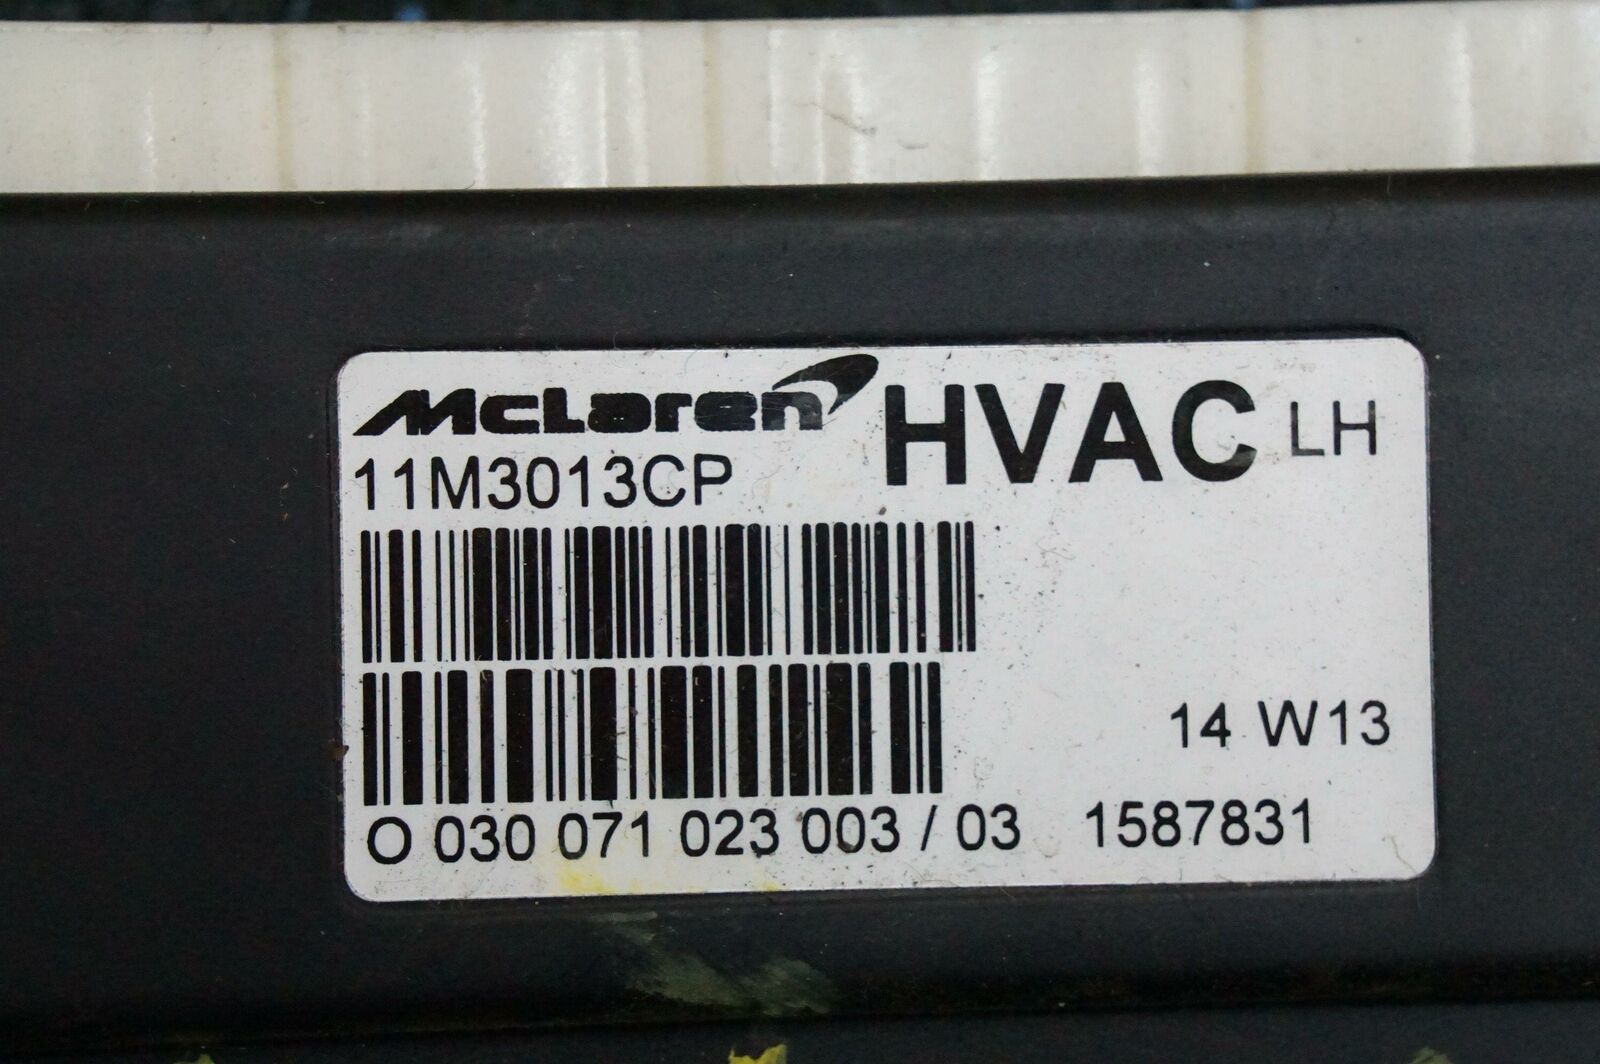 McLaren HVAC LH
11M3013CP
14 W13
O 030 071 023 003 / 03 1587831